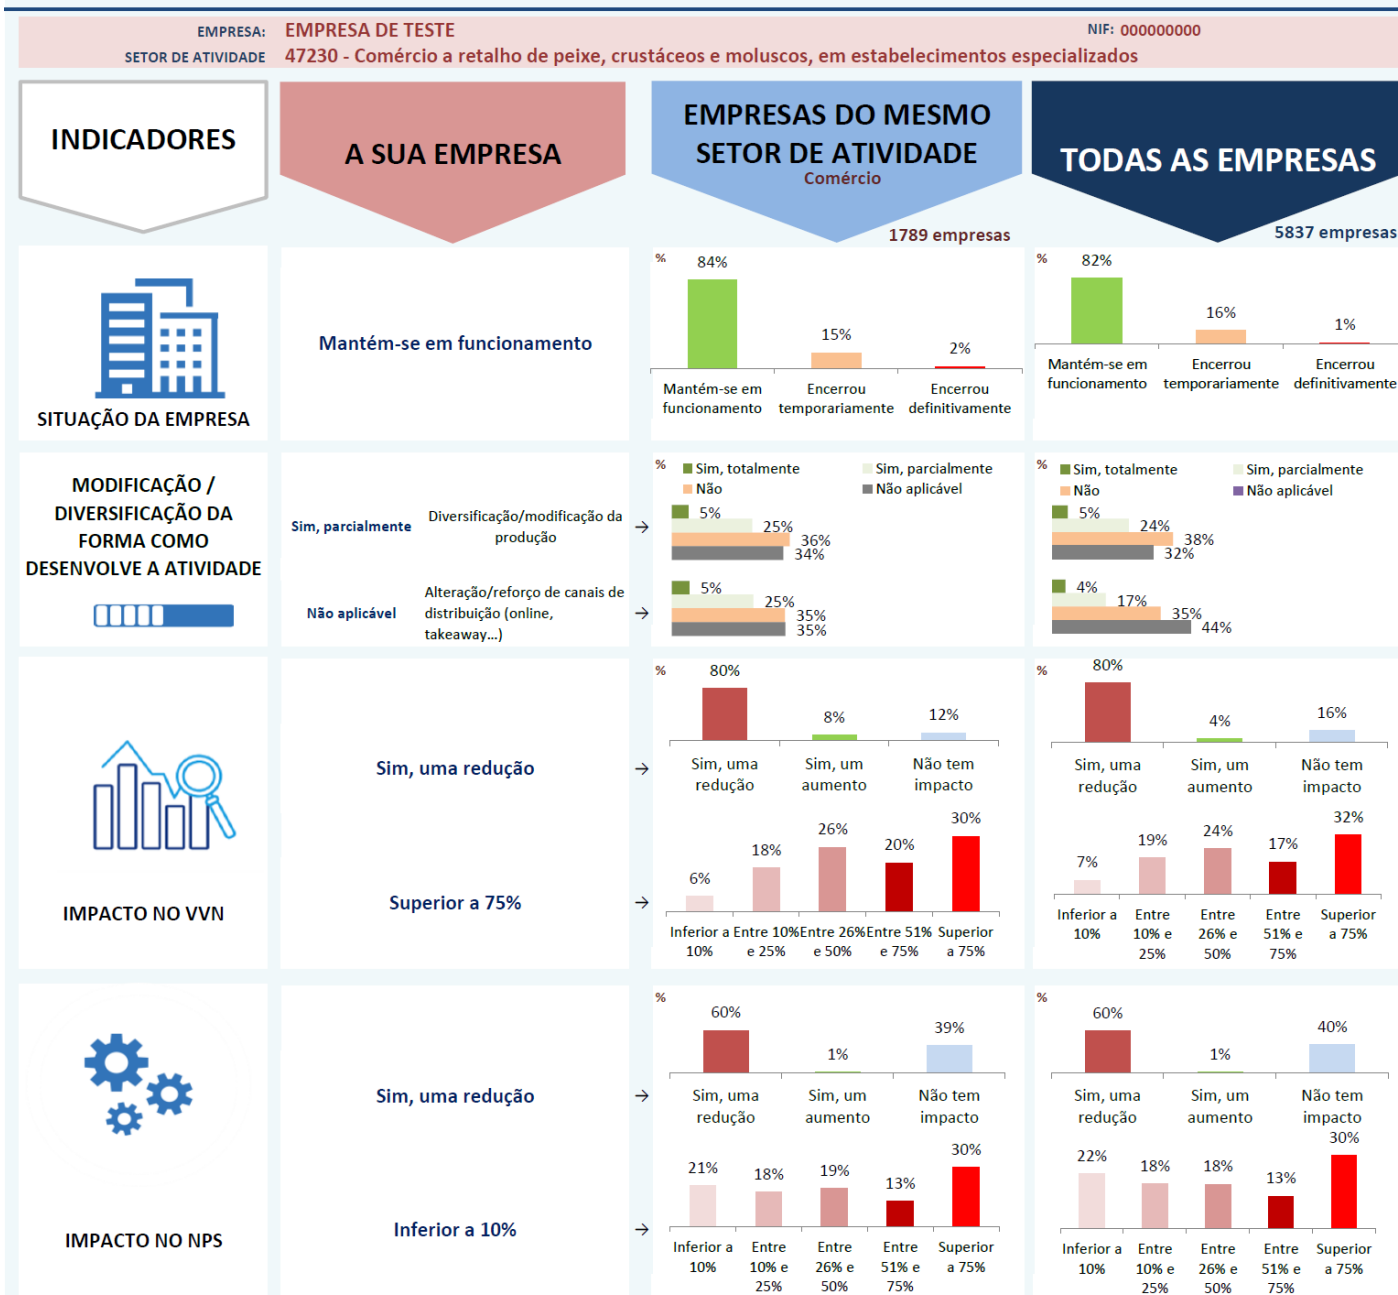 EMPRESA: EMPRESA DE TESTE NIF: 000000000
SETOR DE ATIVIDADE 47230 - Comércio a retalho de peixe, crustáceos e moluscos, em estabelecimentos especializados
INDICADORES
A SUA EMPRESA
EMPRESAS DO MESMO
SETOR DE ATIVIDADE
Comércio
1789 empresas
TODAS AS EMPRESAS
5837 empresas
SITUAÇÃO DA EMPRESA
Mantém-se em funcionamento
%
84%
15%
2%
Mantém-se em
funcionamento
Encerrou
temporariamente
Encerrou
definitivamente
%
82%
16%
1%
Mantém-se em
funcionamento
Encerrou
temporariamente
Encerrou
definitivamente
MODIFICAÇÃO /
DIVERSIFICAÇÃO DA
FORMA COMO
DESENVOLVE A ATIVIDADE
Sim, parcialmente
Diversificação/modificação da
produção
→
Não aplicável
Alteração/reforço de canais de
distribuição (online,
takeaway...)
→
%
Sim, totalmente
Sim, parcialmente
Não
Não aplicável
5%
25%
36%
34%
5%
25%
35%
35%
%
Sim, totalmente
Sim, parcialmente
Não
Não aplicável
5%
24%
38%
32%
4%
17%
35%
44%
IMPACTO NO VVN
Sim, uma redução
→
Superior a 75%
→
%
80%
8%
12%
Sim, uma
redução
Sim, um
aumento
Não tem
impacto
6%
18%
26%
20%
30%
Inferior a
10%
Entre 10%
e 25%
Entre 26%
e 50%
Entre 51%
e 75%
Superior
a 75%
%
80%
4%
16%
Sim, uma
redução
Sim, um
aumento
Não tem
impacto
7%
19%
24%
17%
32%
Inferior a
10%
Entre
10% e
25%
Entre
26% e
50%
Entre
51% e
75%
Superior
a 75%
IMPACTO NO NPS
Sim, uma redução
→
Inferior a 10%
→
%
60%
1%
39%
Sim, uma
redução
Sim, um
aumento
Não tem
impacto
21%
18%
19%
13%
30%
Inferior a
10%
Entre
10% e
25%
Entre
26% e
50%
Entre
51% e
75%
Superior
a 75%
%
60%
1%
40%
Sim, uma
redução
Sim, um
aumento
Não tem
impacto
22%
18%
18%
13%
30%
Inferior a
10%
Entre
10% e
25%
Entre
26% e
50%
Entre
51% e
75%
Superior
a 75%